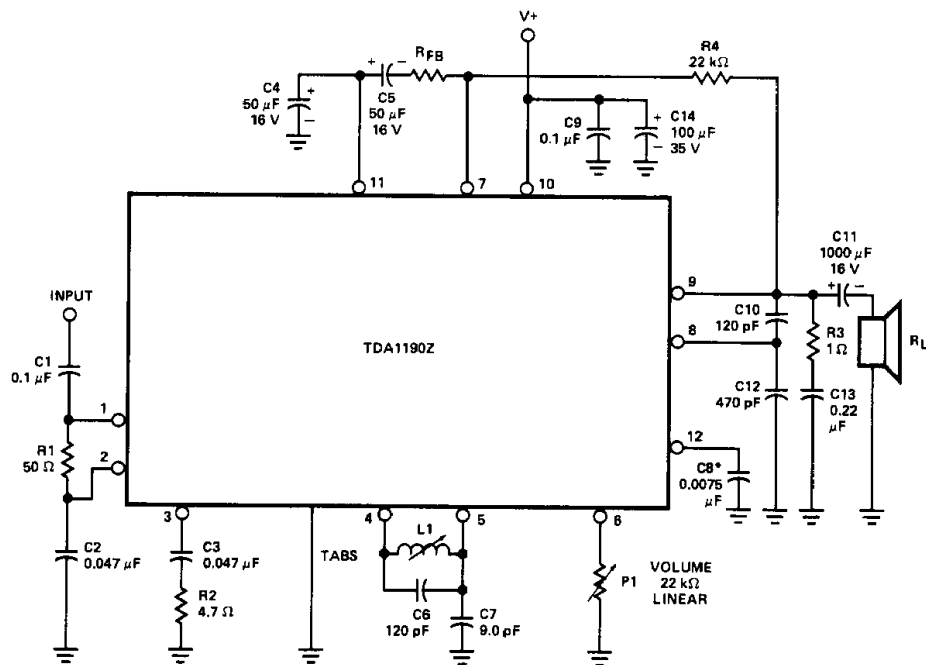 V+
R4
22 kΩ
RFB
+ −
C5
50 µF
16 V
C4
50 µF
16 V
+
−
C9
0.1 µF
+
−
C14
100 µF
35 V
11
7
10
INPUT
C1
0.1 µF
1
R1
50 Ω
2
C2
0.047 µF
TDA1190Z
9
8
12
C11
1000 µF
16 V
+ −
C10
120 pF
R3
1Ω
RL
C12
470 pF
C13
0.22
µF
C8*
0.0075
µF
3
C3
0.047 µF
R2
4.7 Ω
TABS
4
5
L1
C6
120 pF
C7
9.0 pF
6
P1
VOLUME
22 kΩ
LINEAR